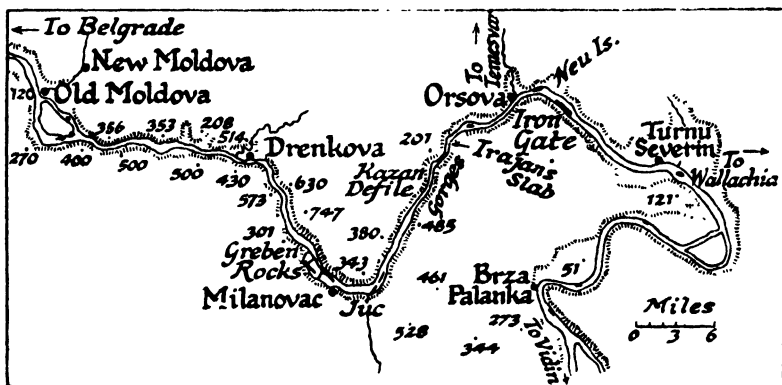 To Belgrade
New Moldova
Old Moldova
120
366
353
208
514
270
400
500
500
430
Drenkova
573
630
747
301
Greben
Rocks
343
Milanovac
Juc
380
201
Kazan
Defile
Gorges
485
461
528
344
273
To
Temesvar
Orsova
Neu Is.
Iron
Gate
Trajan's
Slab
Turnu
Severin
To
Wallachia
121
51
Brza
Palanka
To Vidin
Miles
0 3 6